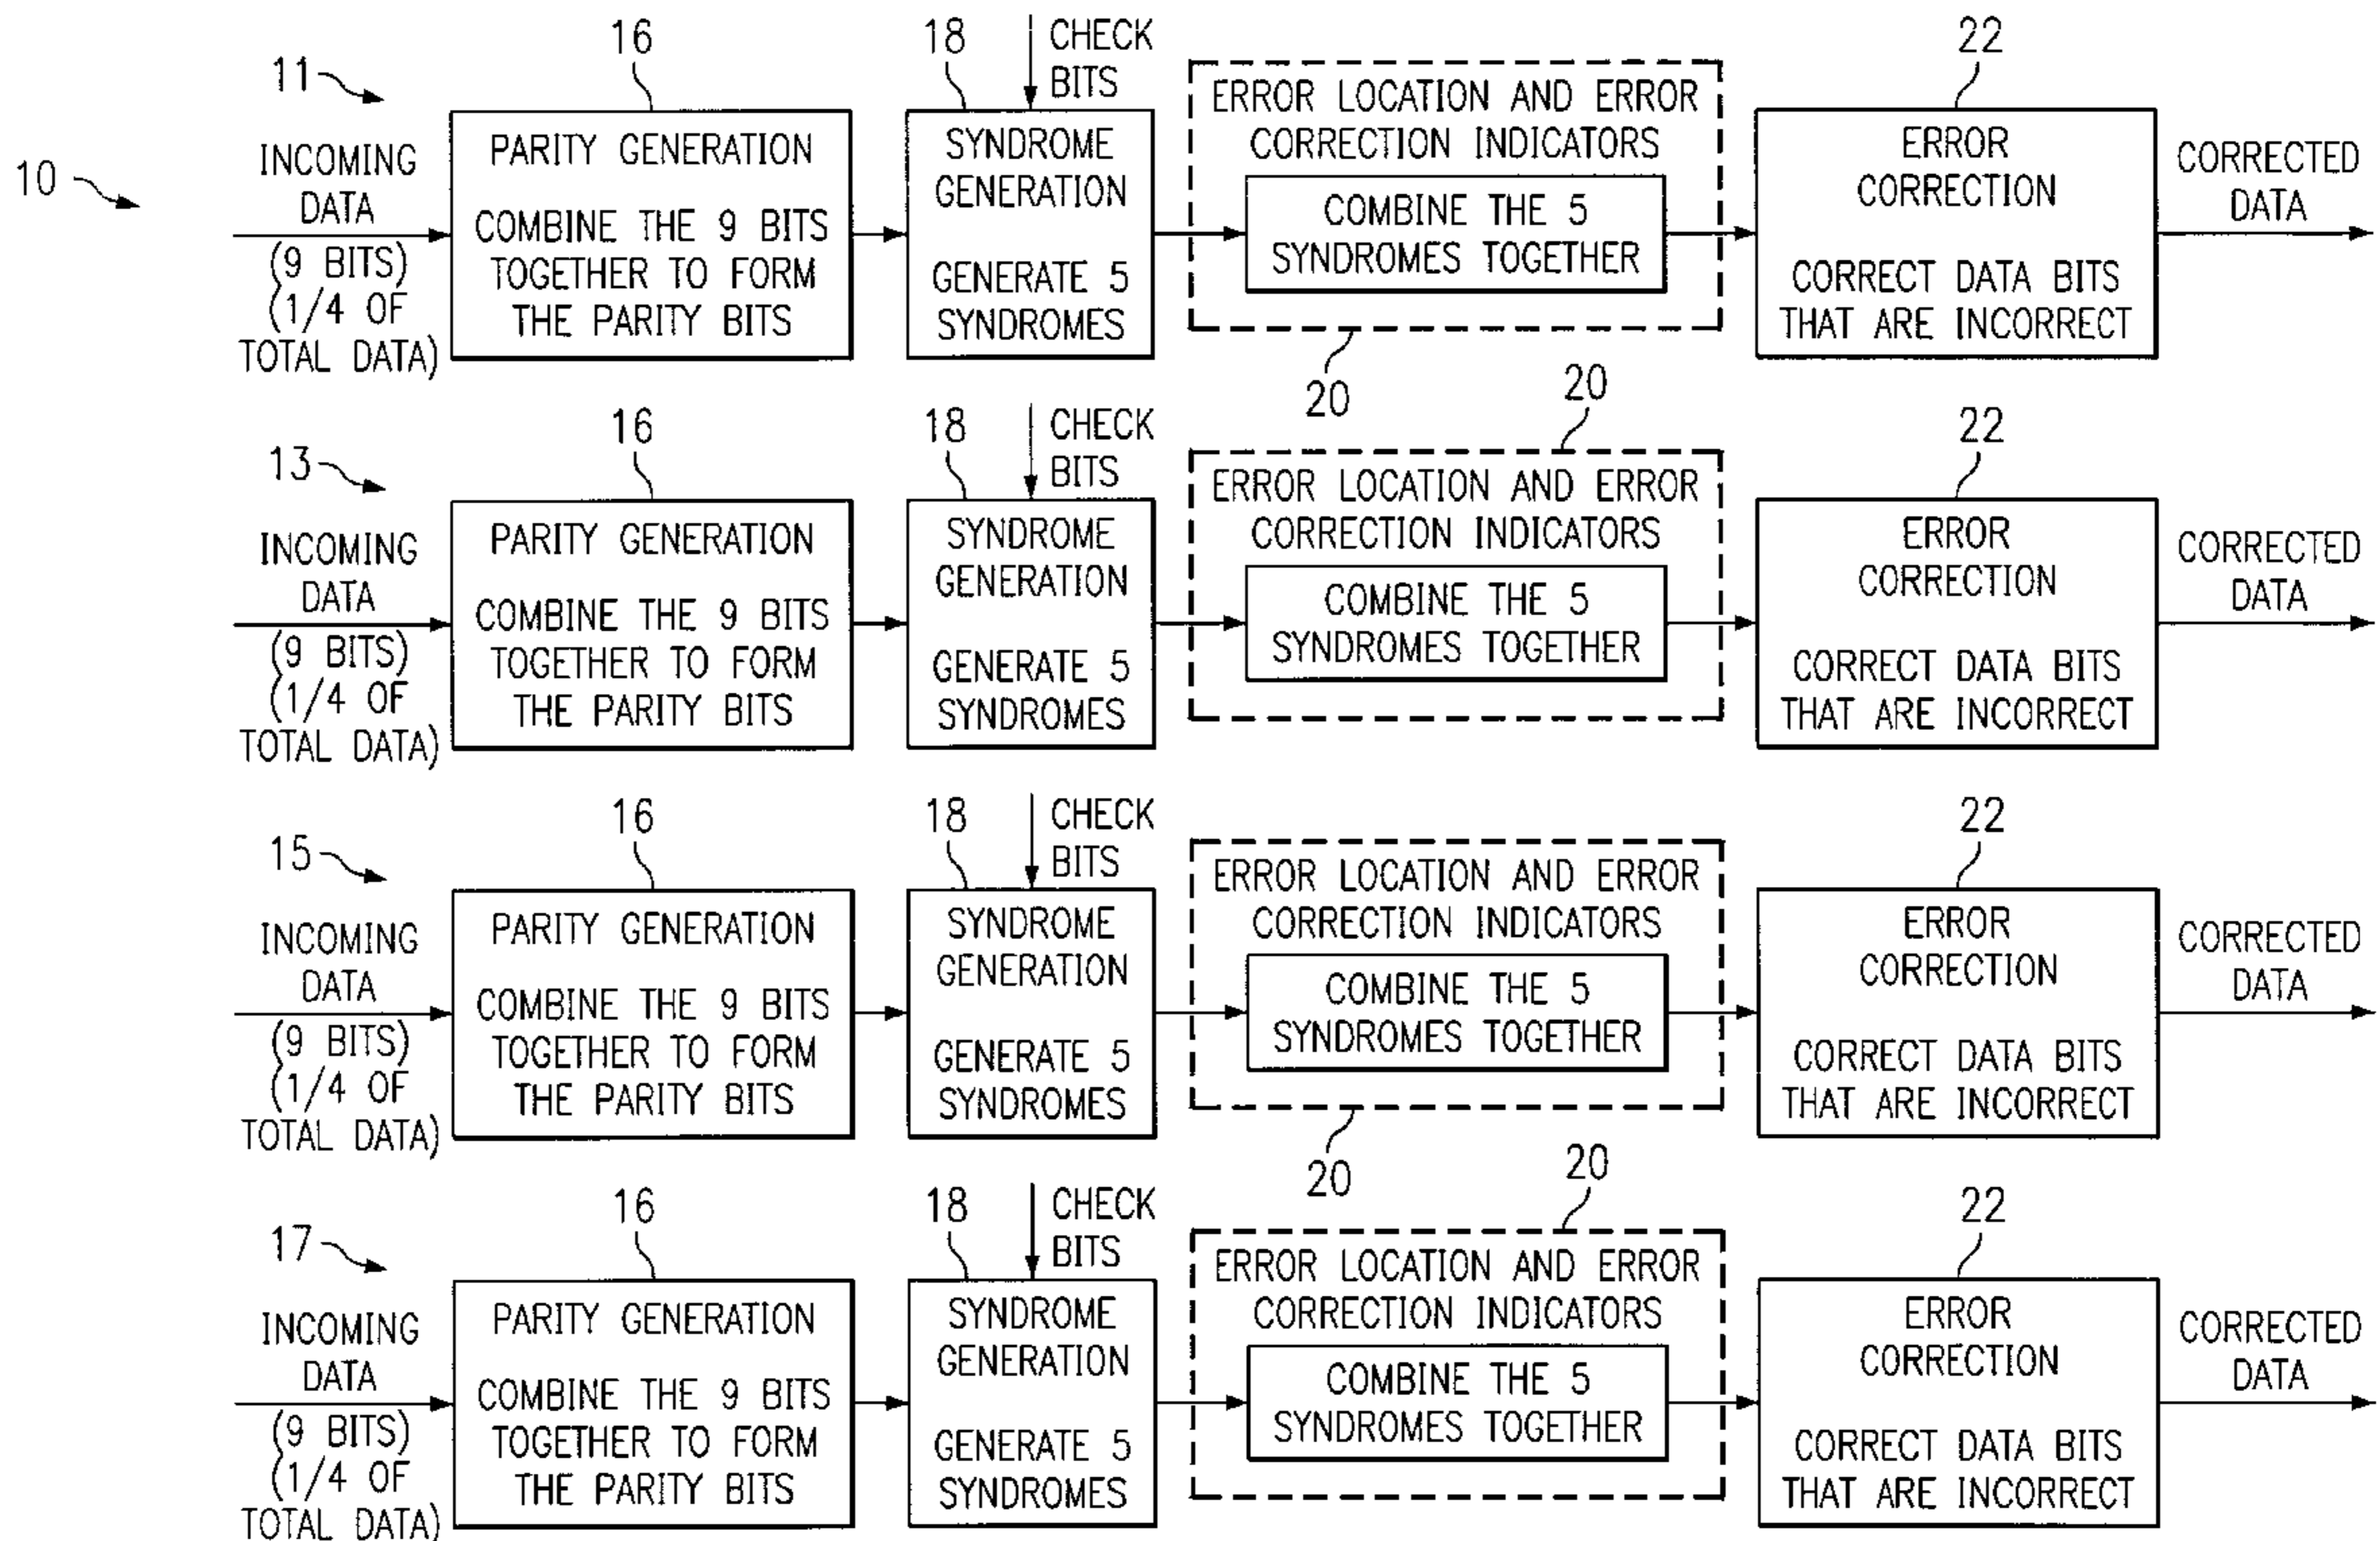 10
11
INCOMING
DATA
(9 BITS)
(1/4 OF
TOTAL DATA)
16
PARITY GENERATION
COMBINE THE 9 BITS
TOGETHER TO FORM
THE PARITY BITS
18
CHECK
BITS
SYNDROME
GENERATION
GENERATE 5
SYNDROMES
ERROR LOCATION AND ERROR
CORRECTION INDICATORS
COMBINE THE 5
SYNDROMES TOGETHER
20
22
ERROR
CORRECTION
CORRECT DATA BITS
THAT ARE INCORRECT
CORRECTED
DATA
13
INCOMING
DATA
(9 BITS)
(1/4 OF
TOTAL DATA)
16
PARITY GENERATION
COMBINE THE 9 BITS
TOGETHER TO FORM
THE PARITY BITS
18
CHECK
BITS
SYNDROME
GENERATION
GENERATE 5
SYNDROMES
20
ERROR LOCATION AND ERROR
CORRECTION INDICATORS
COMBINE THE 5
SYNDROMES TOGETHER
22
ERROR
CORRECTION
CORRECT DATA BITS
THAT ARE INCORRECT
CORRECTED
DATA
15
INCOMING
DATA
(9 BITS)
(1/4 OF
TOTAL DATA)
16
PARITY GENERATION
COMBINE THE 9 BITS
TOGETHER TO FORM
THE PARITY BITS
18
CHECK
BITS
SYNDROME
GENERATION
GENERATE 5
SYNDROMES
ERROR LOCATION AND ERROR
CORRECTION INDICATORS
COMBINE THE 5
SYNDROMES TOGETHER
20
22
ERROR
CORRECTION
CORRECT DATA BITS
THAT ARE INCORRECT
CORRECTED
DATA
17
INCOMING
DATA
(9 BITS)
(1/4 OF
TOTAL DATA)
16
PARITY GENERATION
COMBINE THE 9 BITS
TOGETHER TO FORM
THE PARITY BITS
18
CHECK
BITS
SYNDROME
GENERATION
GENERATE 5
SYNDROMES
20
ERROR LOCATION AND ERROR
CORRECTION INDICATORS
COMBINE THE 5
SYNDROMES TOGETHER
22
ERROR
CORRECTION
CORRECT DATA BITS
THAT ARE INCORRECT
CORRECTED
DATA